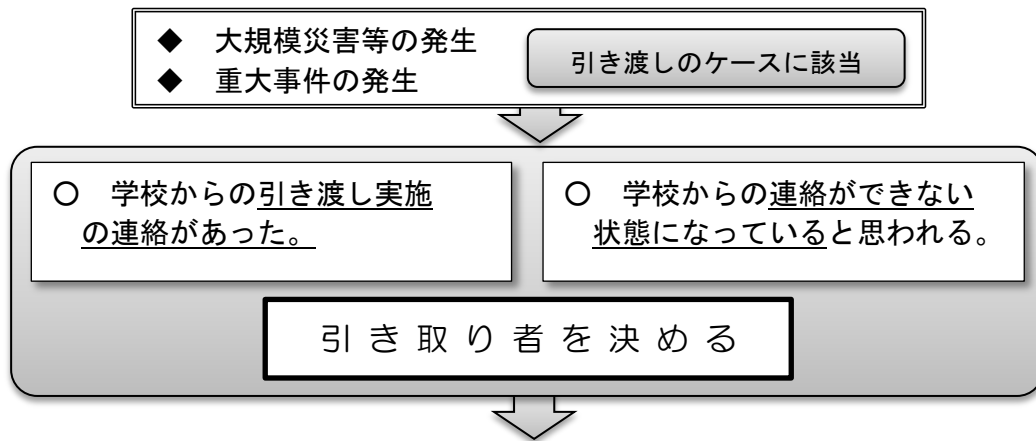 ◆ 大規模災害等の発生
◆ 重大事件の発生
引き渡しのケースに該当
○ 学校からの引き渡し実施
の連絡があった。
○ 学校からの連絡ができない
状態になっていると思われる。
引き取り者を決める